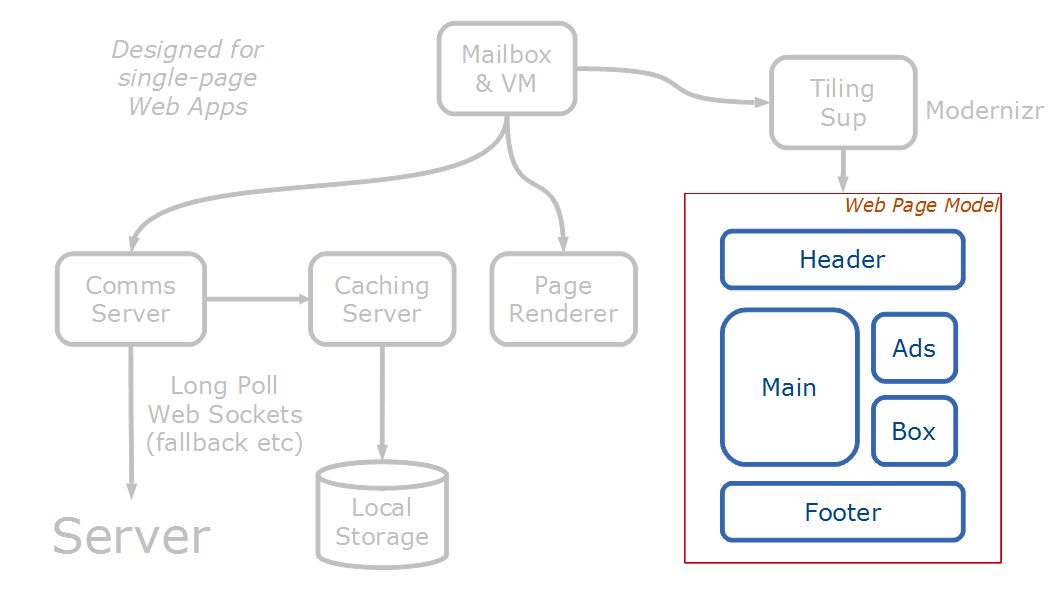 Designed for
single-page
Web Apps
Mailbox
& VM
Tiling
Sup
Modernizr
Web Page Model
Header
Main
Ads
Box
Footer
Comms
Server
Caching
Server
Page
Renderer
Long Poll
Web Sockets
(fallback etc)
Server
Local
Storage